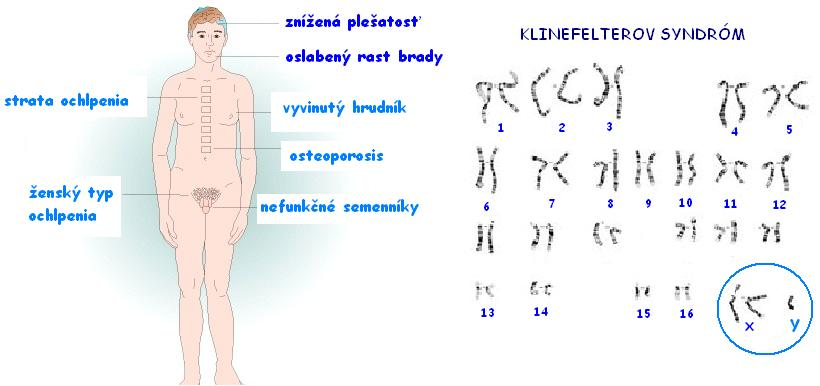 znížená plešatosť
oslabený rast brady
strata ochlpenia
vyvinutý hrudník
osteoporosis
ženský typ
ochlpenia
nefunkčné semenníky
KLINEFELTEROV SYNDRÓM
1 2 3 4 5
6 7 8 9 10 11 12
13 14 15 16
x y